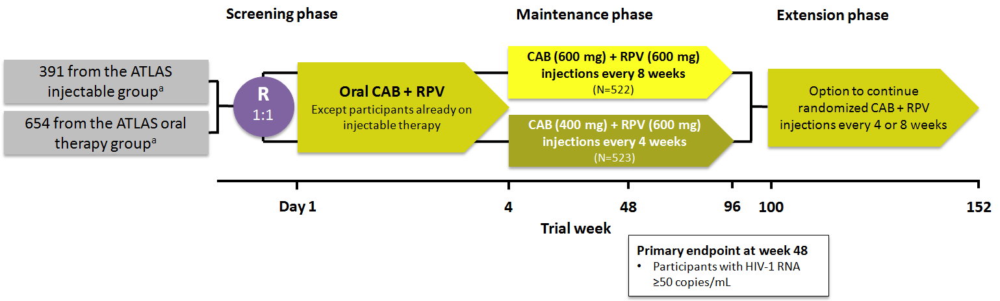 Screening phase
Maintenance phase
Extension phase
391 from the ATLAS
injectable groupᵃ
654 from the ATLAS oral
therapy groupᵃ
R
1:1
Oral CAB + RPV
Except participants already on
injectable therapy
CAB (600 mg) + RPV (600 mg)
injections every 8 weeks
(N=522)
CAB (400 mg) + RPV (600 mg)
injections every 4 weeks
(N=523)
Option to continue
randomized CAB + RPV
injections every 4 or 8 weeks
Day 1
4
48
96
100
152
Trial week
Primary endpoint at week 48
• Participants with HIV-1 RNA
≥50 copies/mL